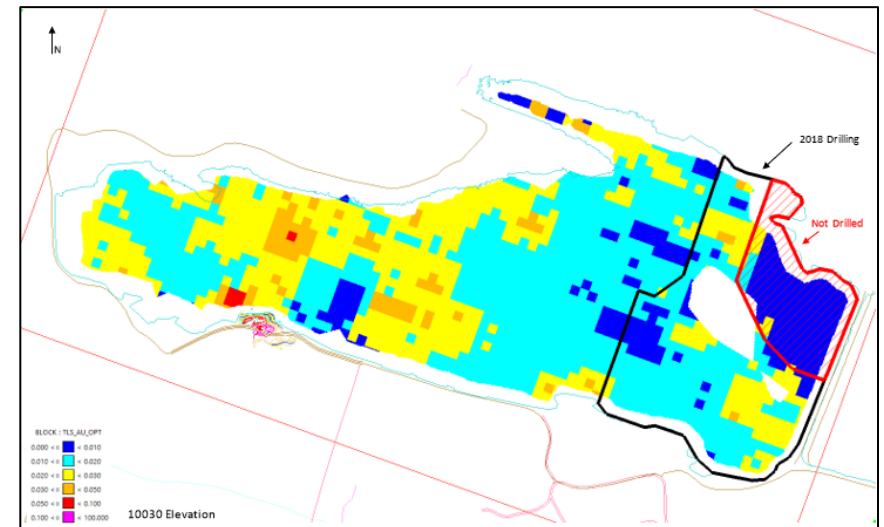 N
2018 Drilling
Not Drilled
BLOCK : TLS_AU_OPT
0.000 <= < 0.010
0.010 <= < 0.020
0.020 <= < 0.030
0.030 <= < 0.050
0.050 <= < 0.100
0.100 <= < 100.000
10030 Elevation